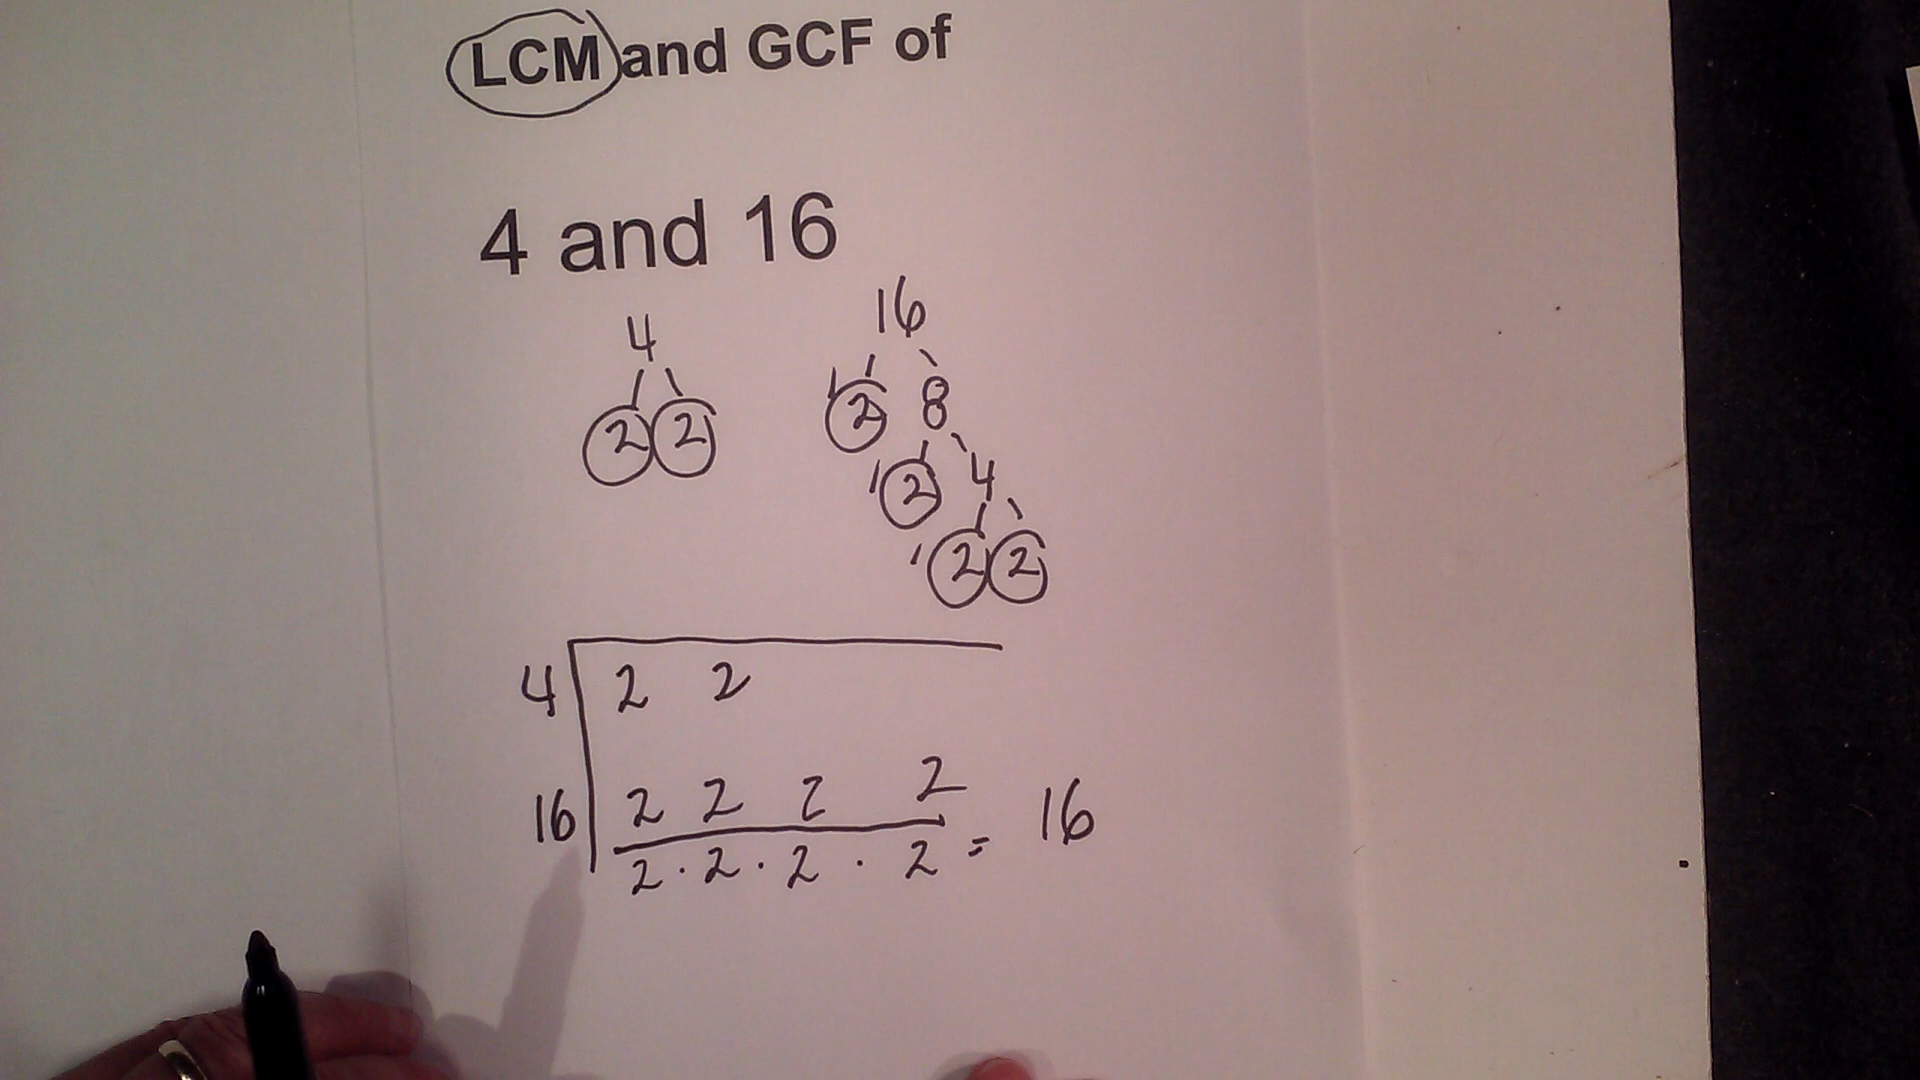 LCM and GCF of
4 and 16
4 16
2 2 2 8
2 4
2 2
4 2 2
16 2 2 2 2
2 · 2 · 2 · 2 = 16